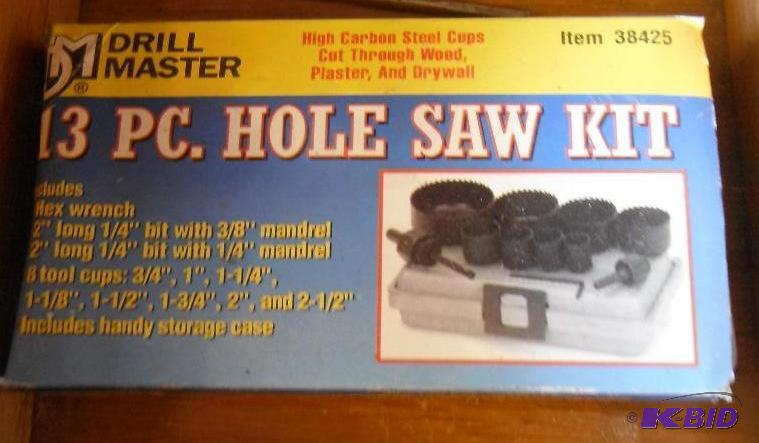 DM DRILL
MASTER
®
High Carbon Steel Cups
Cut Through Wood,
Plaster, And Drywall
Item 38425
13 PC. HOLE SAW KIT
cludes
Hex wrench
2" long 1/4" bit with 3/8" mandrel
2" long 1/4" bit with 1/4" mandrel
8 tool cups: 3/4", 1", 1-1/4",
1-1/8", 1-1/2", 1-3/4", 2", and 2-1/2"
Includes handy storage case
© K-BID